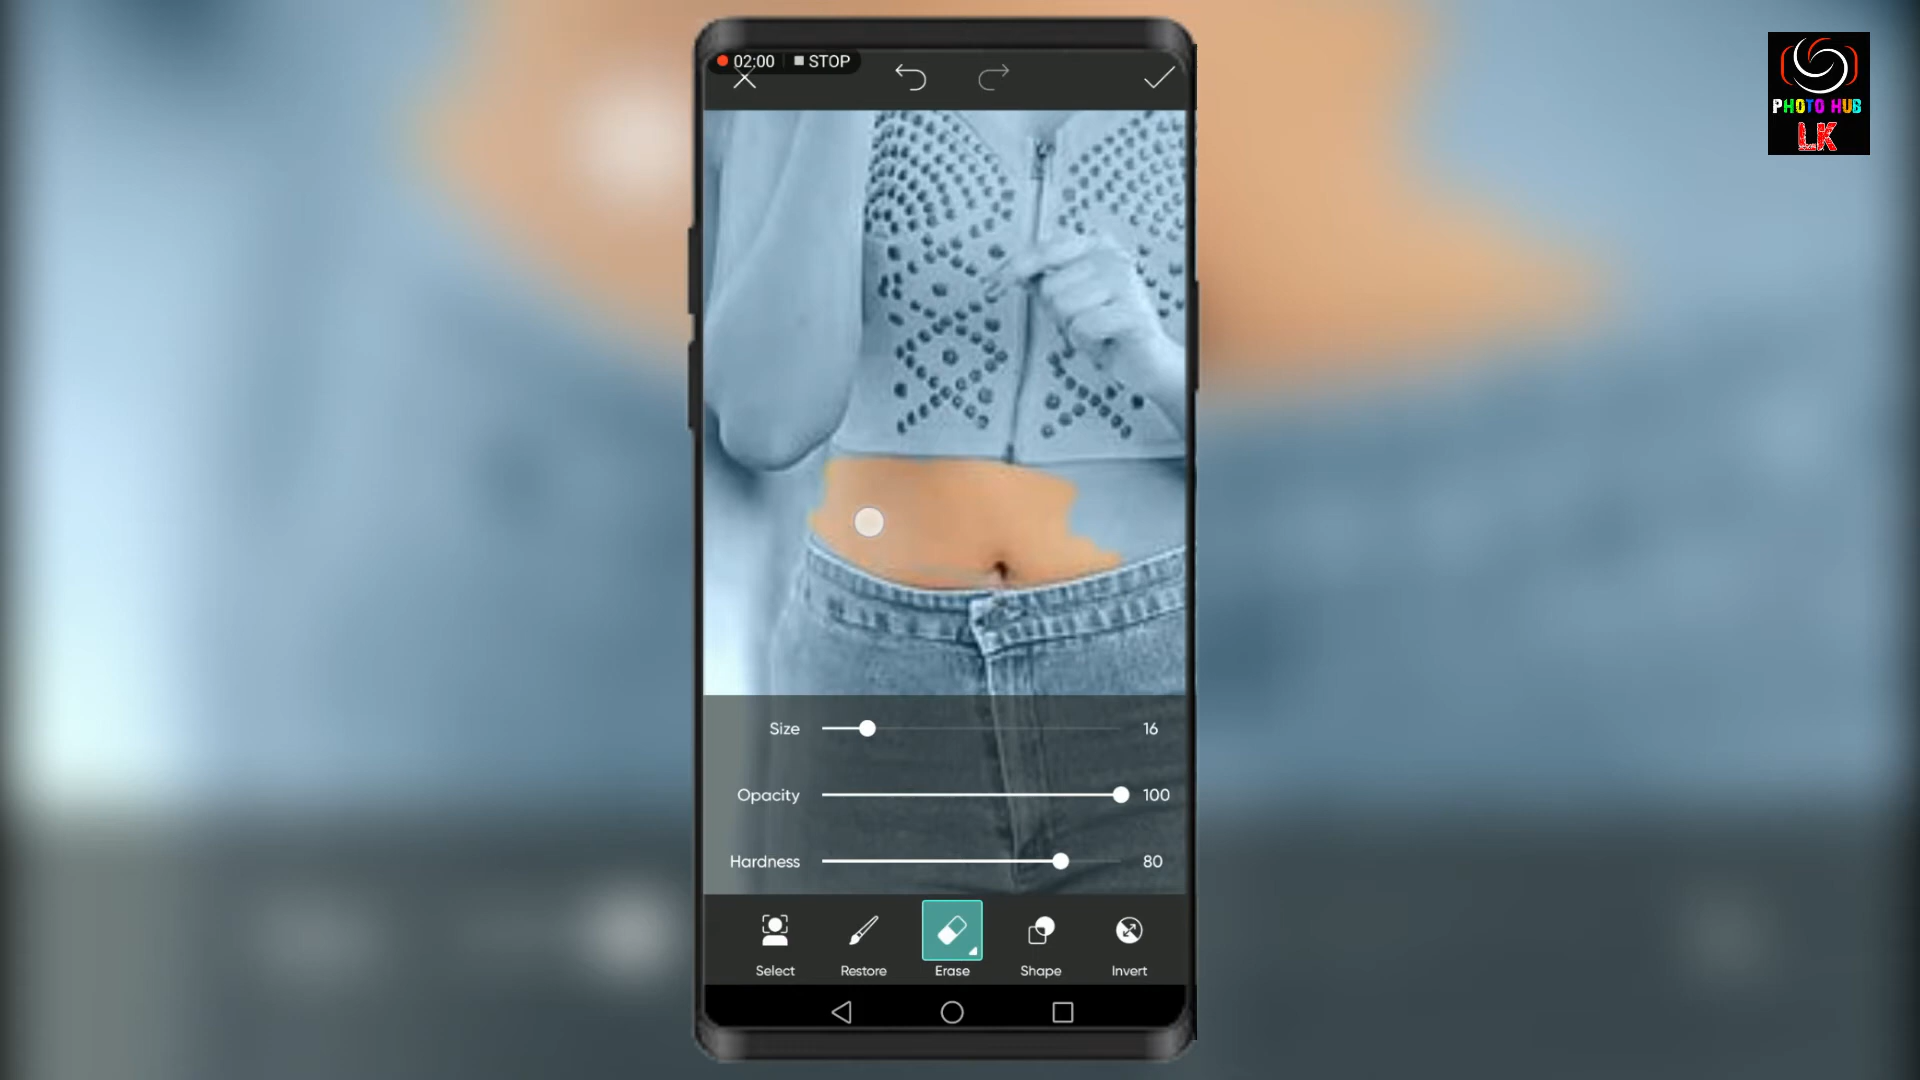 02:00 STOP
PHOTO HUB
LK
Size 16
Opacity 100
Hardness 80
Select Restore Erase Shape Invert